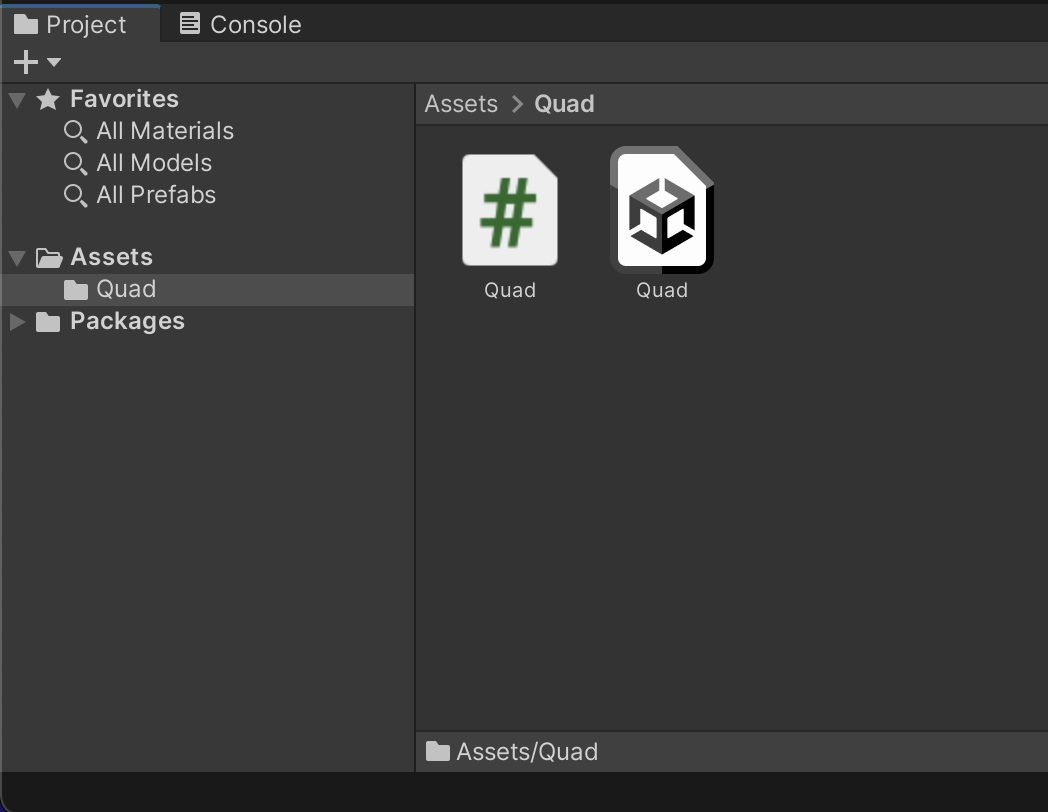 Project
Console
Favorites
All Materials
All Models
All Prefabs
Assets
Quad
Packages
Assets > Quad
#
Quad
Quad
Assets/Quad